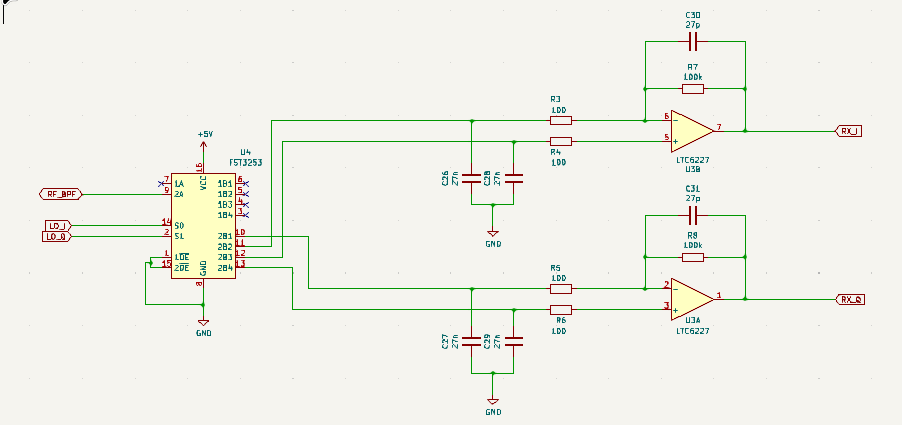 C30
27p
R7
100k
R3
100
6
-
7
RX_I
5
+
R4
100
LTC6227
U3B
+5V
U4
FST3253
16
VCC
C26
27n
C28
27n
7
1A
1B1
6
RF_BPF
9
2A
1B2
5
1B3
4
1B4
3
LO_I
14
S0
LO_Q
2
S1
2B1
10
2B2
11
1
1OE
2B3
12
15
2OE
2B4
13
GND
8
GND
GND
C31
27p
R8
100k
R5
100
2
-
1
RX_Q
3
+
R6
100
U3A
LTC6227
C27
27n
C29
27n
GND